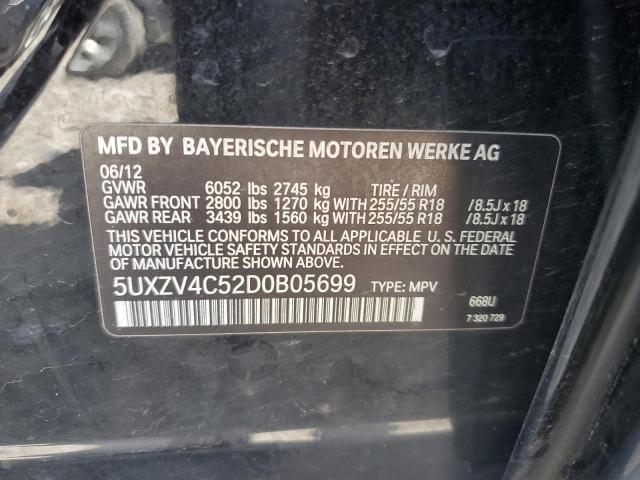 MFD BY BAYERISCHE MOTOREN WERKE AG
06/12
GVWR 6052 lbs 2745 kg TIRE / RIM
GAWR FRONT 2800 lbs 1270 kg WITH 255/55 R18 /8.5J x 18
GAWR REAR 3439 lbs 1560 kg WITH 255/55 R18 /8.5J x 18
THIS VEHICLE CONFORMS TO ALL APPLICABLE U. S. FEDERAL
MOTOR VEHICLE SAFETY STANDARDS IN EFFECT ON THE DATE
OF MANUFACTURE SHOWN ABOVE.
5UXZV4C52D0B05699 TYPE: MPV
668U
7 320 729